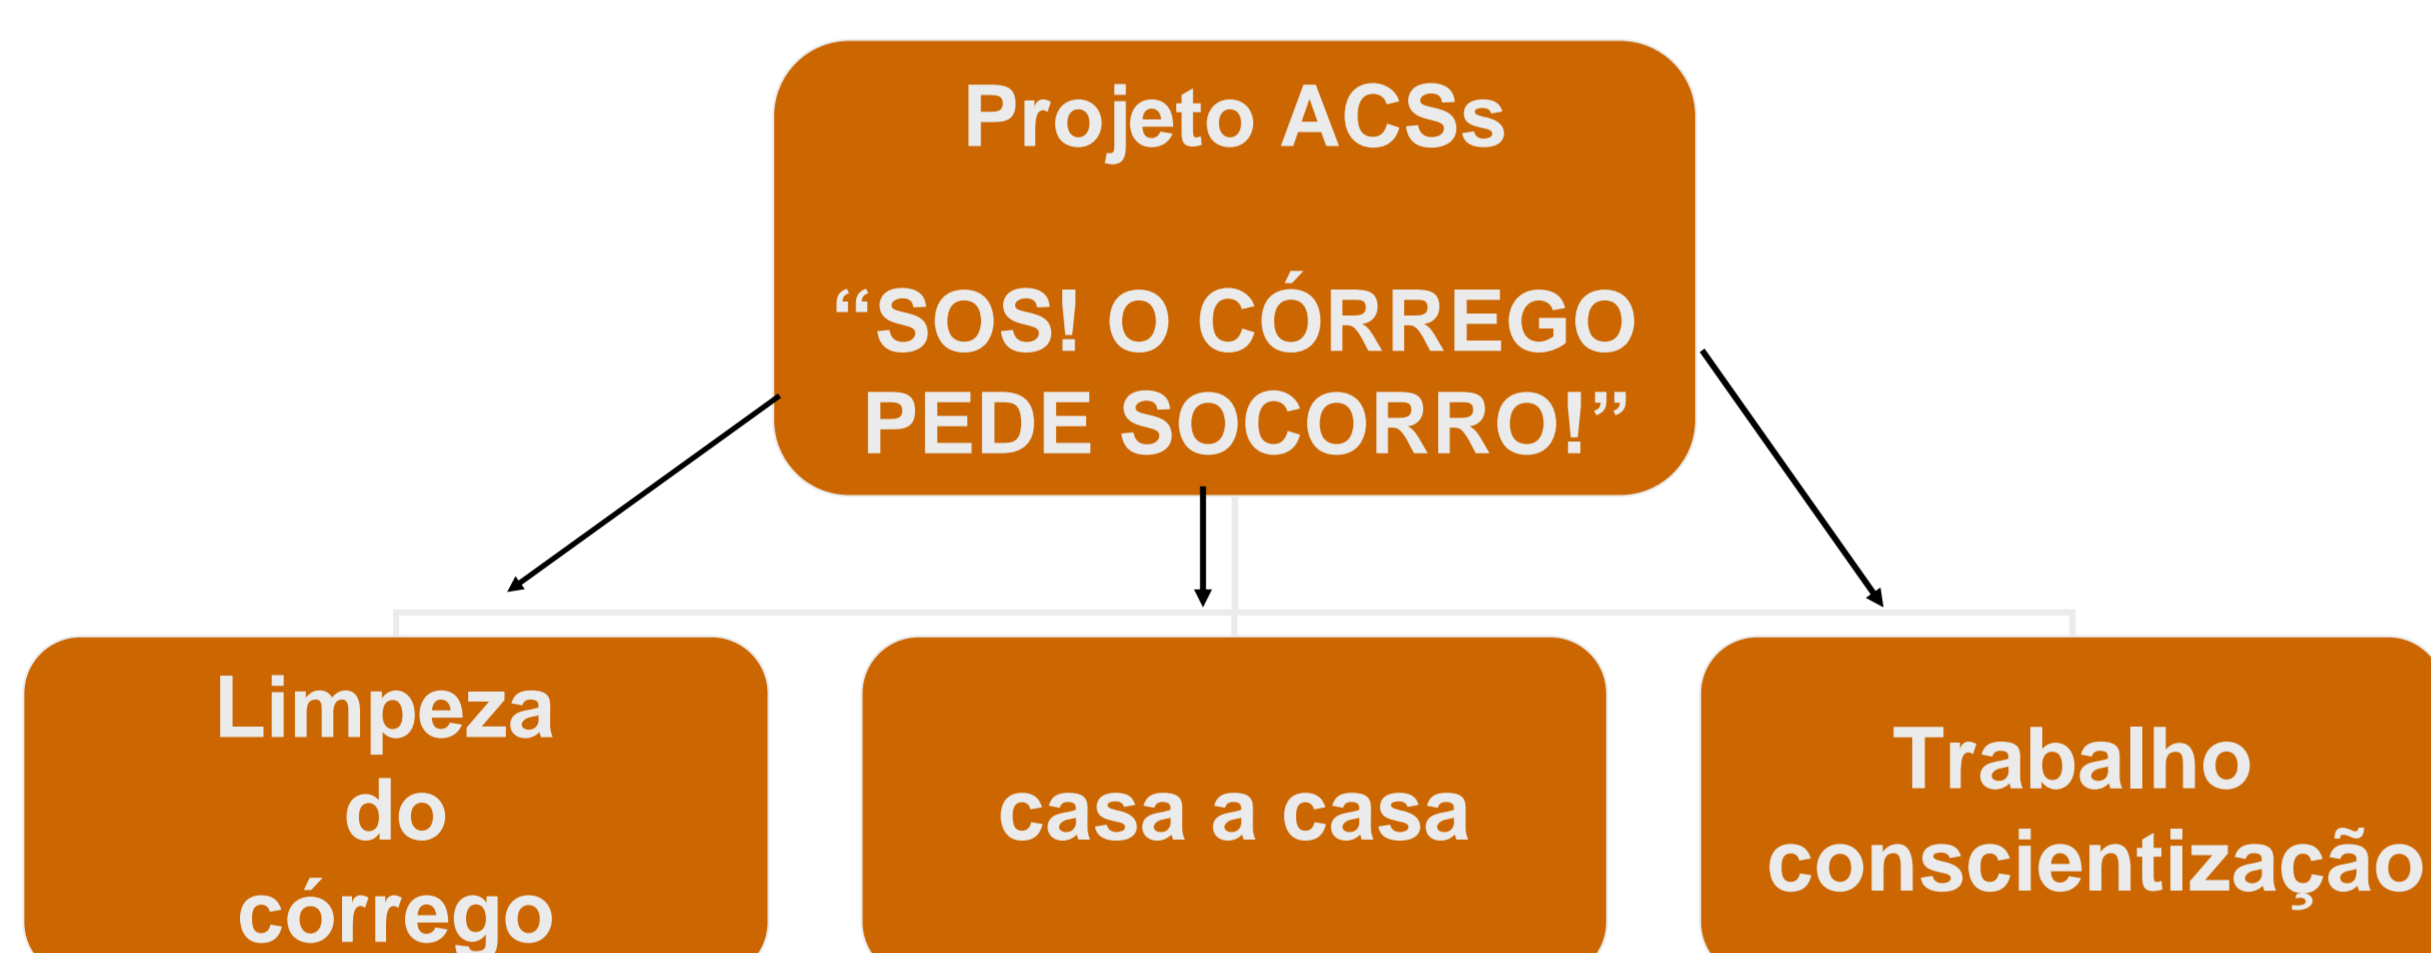 Projeto ACSs
“SOS! O CÓRREGO
PEDE SOCORRO!”
Limpeza
do
córrego
casa a casa
Trabalho
conscientização